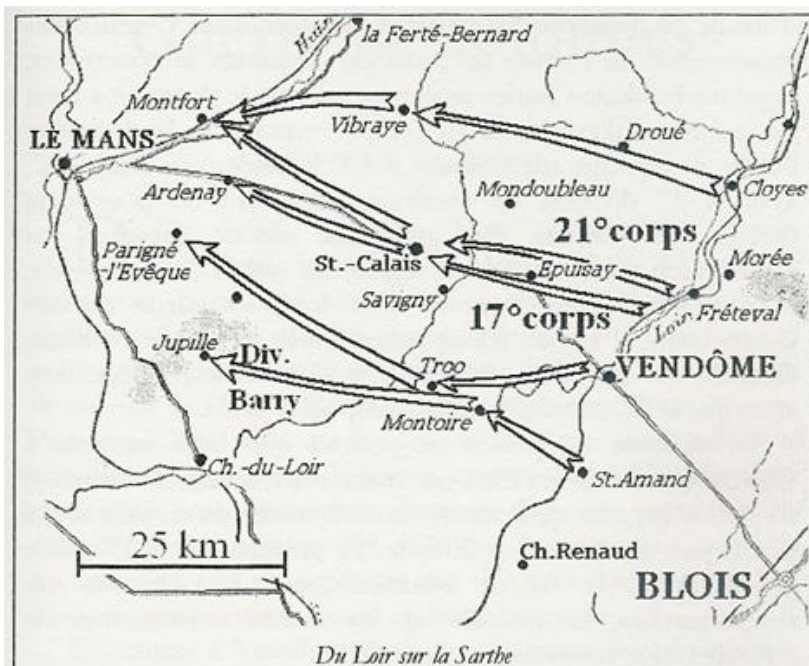 Huisn
la Ferté-Bernard
Montfort
Vibraye
Droué
LE MANS
Cloyes
Ardenay
Mondoubleau
21°corps
Parigné
-l'Evêque
St.-Calais
Epuisay
Morée
Savigny
17°corps
Loir
Fréteval
Jupille
Div.
Barry
Troo
VENDÔME
Montoire
Ch.-du-Loir
St.Amand
25 km
Ch.Renaud
BLOIS
Du Loir sur la Sarthe